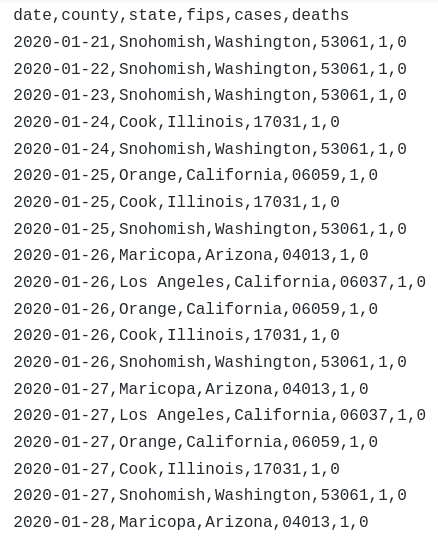 date,county,state,fips,cases,deaths
2020-01-21,Snohomish,Washington,53061,1,0
2020-01-22,Snohomish,Washington,53061,1,0
2020-01-23,Snohomish,Washington,53061,1,0
2020-01-24,Cook,Illinois,17031,1,0
2020-01-24,Snohomish,Washington,53061,1,0
2020-01-25,Orange,California,06059,1,0
2020-01-25,Cook,Illinois,17031,1,0
2020-01-25,Snohomish,Washington,53061,1,0
2020-01-26,Maricopa,Arizona,04013,1,0
2020-01-26,Los Angeles,California,06037,1,0
2020-01-26,Orange,California,06059,1,0
2020-01-26,Cook,Illinois,17031,1,0
2020-01-26,Snohomish,Washington,53061,1,0
2020-01-27,Maricopa,Arizona,04013,1,0
2020-01-27,Los Angeles,California,06037,1,0
2020-01-27,Orange,California,06059,1,0
2020-01-27,Cook,Illinois,17031,1,0
2020-01-27,Snohomish,Washington,53061,1,0
2020-01-28,Maricopa,Arizona,04013,1,0